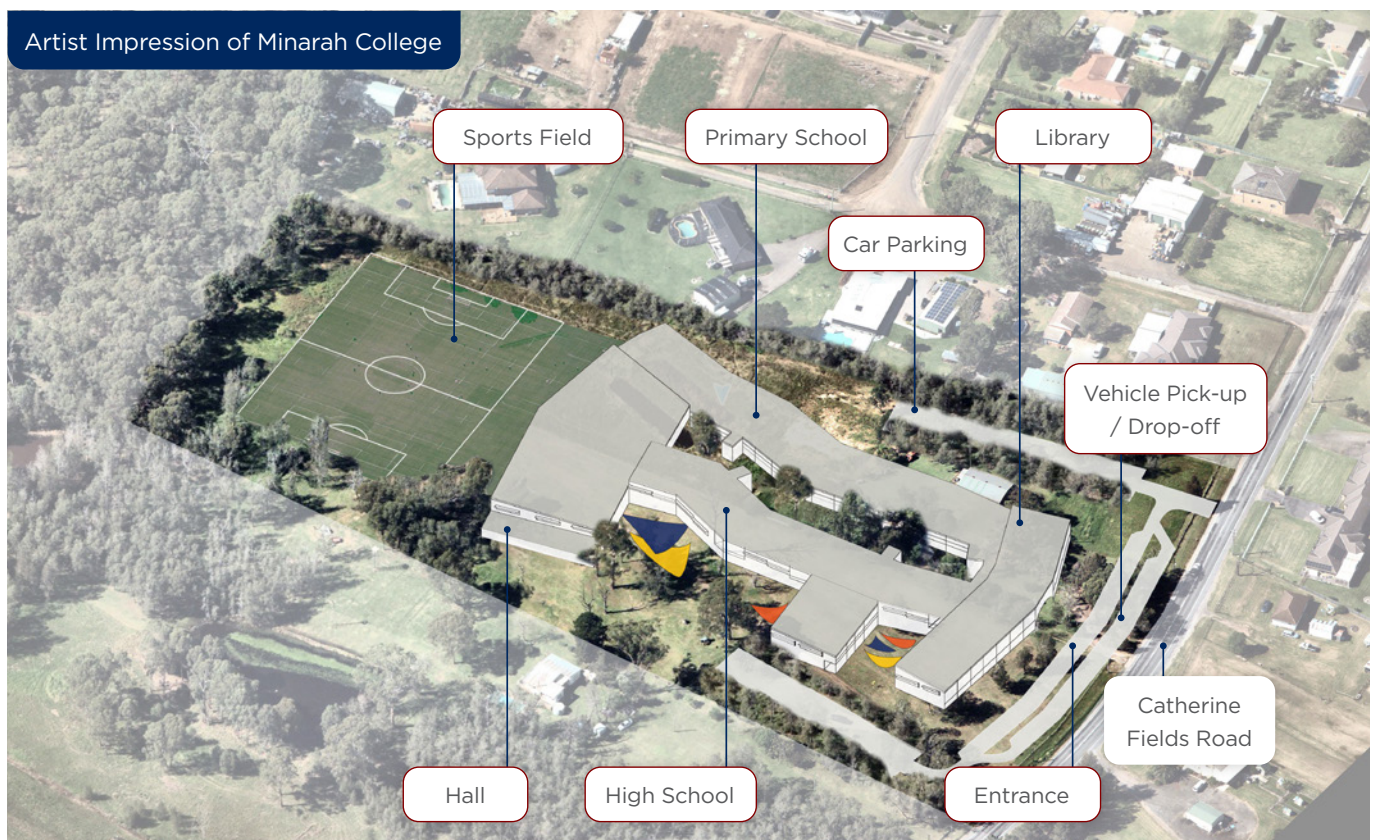 Artist Impression of Minarah College
Sports Field
Primary School
Library
Car Parking
Vehicle Pick-up
/ Drop-off
Catherine
Fields Road
Hall
High School
Entrance